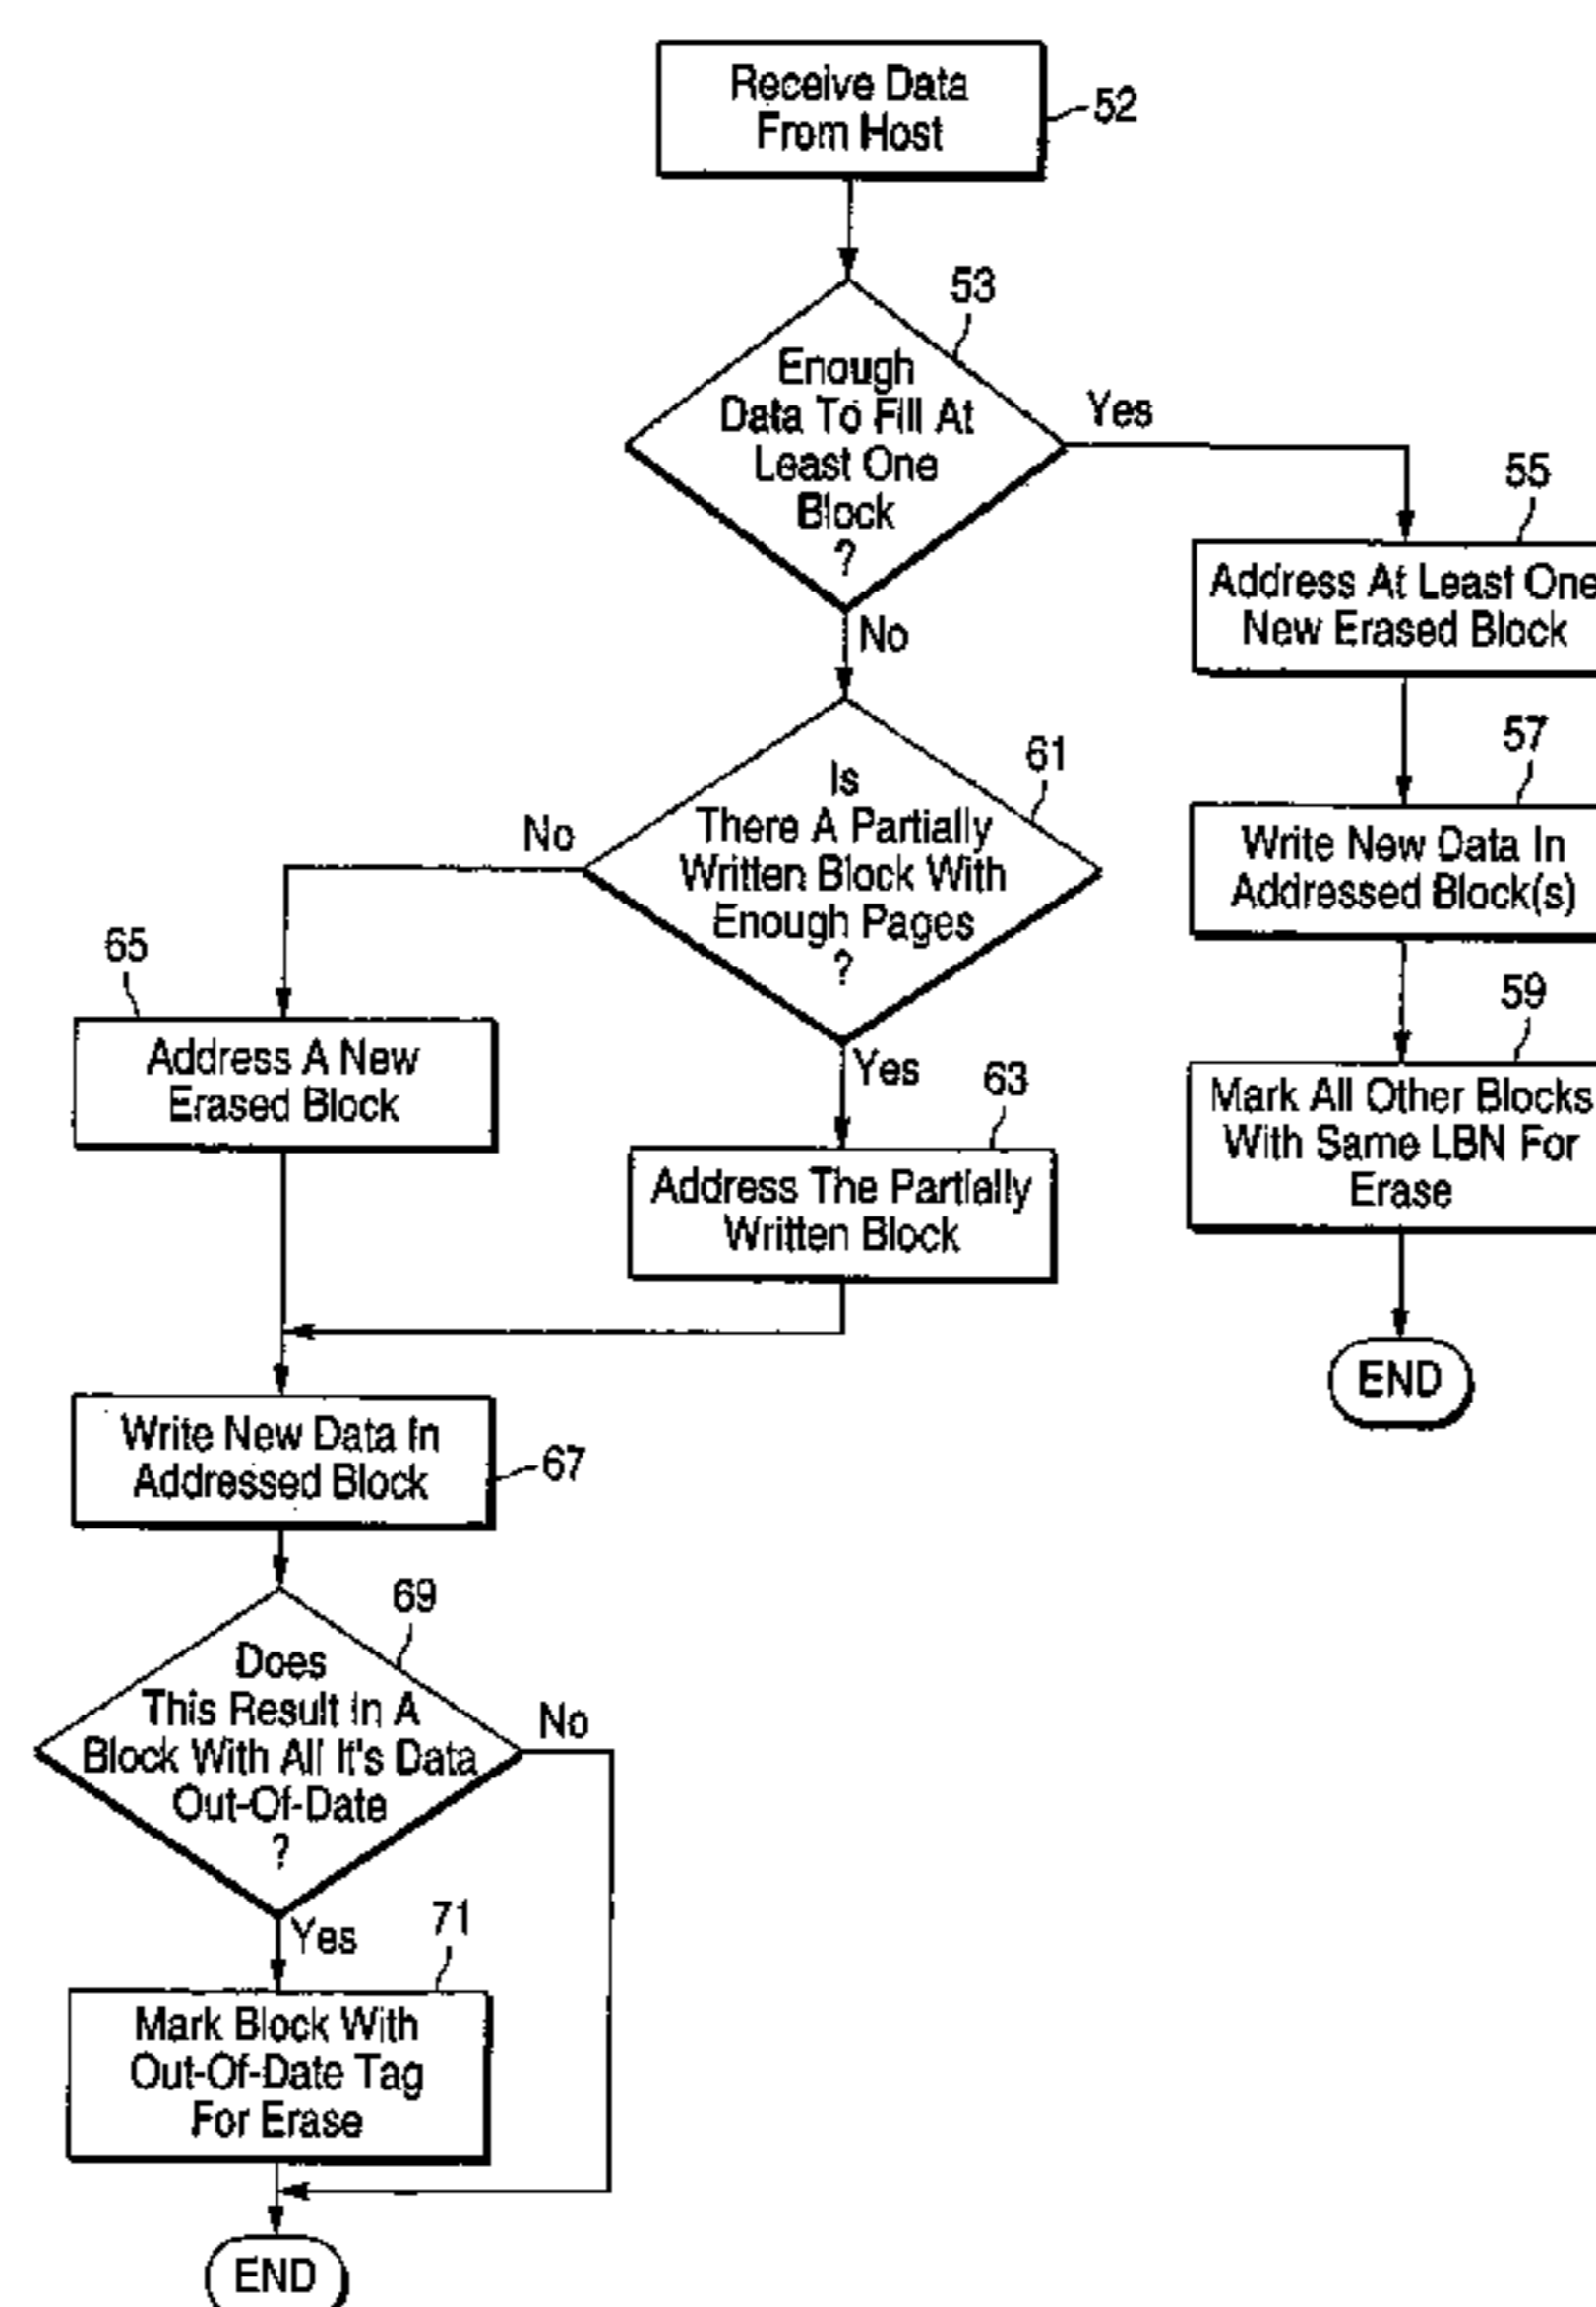 Receive Data
From Host
52
53
Enough
Data To Fill At
Least One
Block
?
Yes
No
55
Address At Least One
New Erased Block
57
Write New Data In
Addressed Block(s)
59
Mark All Other Blocks
With Same LBN For
Erase
END
61
Is
There A Partially
Written Block With
Enough Pages
?
No
Yes
65
Address A New
Erased Block
63
Address The Partially
Written Block
Write New Data In
Addressed Block
67
69
Does
This Result In A
Block With All It's Data
Out-Of-Date
?
No
Yes
71
Mark Block With
Out-Of-Date Tag
For Erase
END